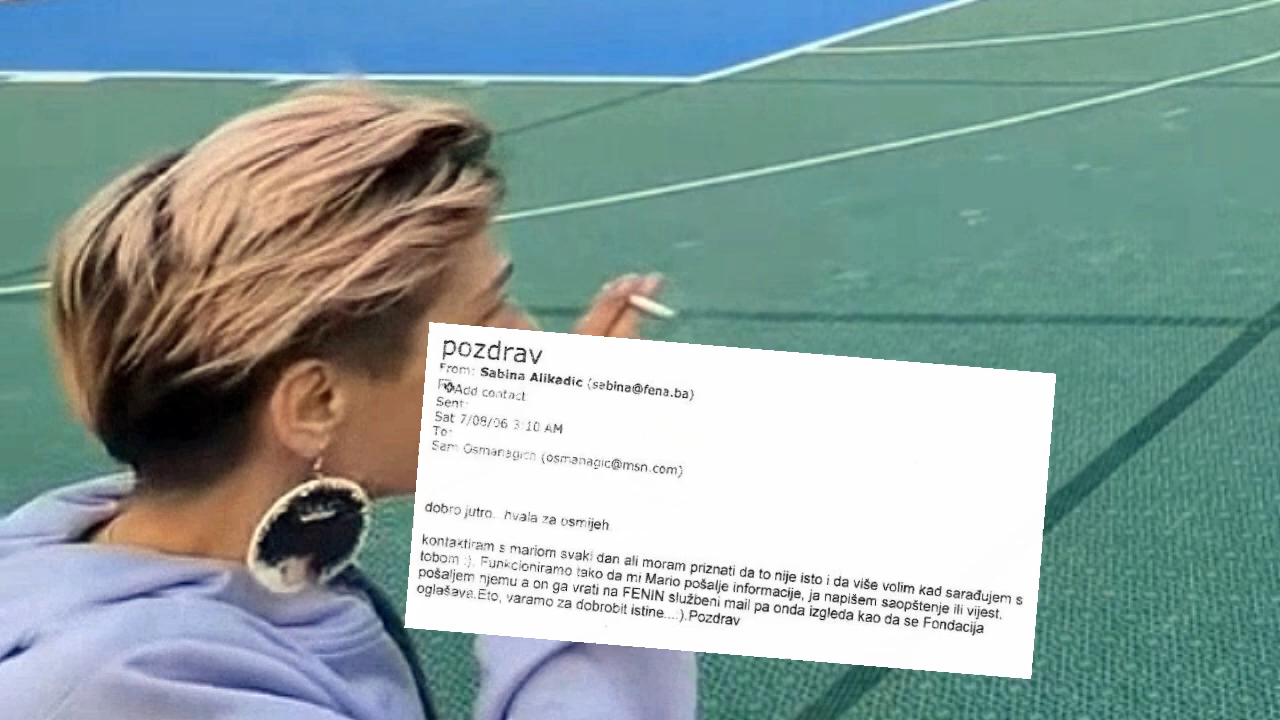 pozdrav
From: Sabina Alikadic (sabina@fena.ba)
Add contact
Sent:
Sat 7/08/06 3:10 AM
To:
Sam Osmanagich (osmanagic@msn.com)
dobro jutro.. hvala za osmijeh.
kontaktiram s mariom svaki dan ali moram priznati da to nije isto i da više volim kad sarađujem s
tobom :). Funkcioniramo tako da mi Mario pošalje informacije, ja napišem saopštenje ili vijest,
pošaljem njemu a on ga vrati na FENIN službeni mail pa onda izgleda kao da se Fondacija
oglašava.Eto, varamo za dobrobit istine....:).Pozdrav